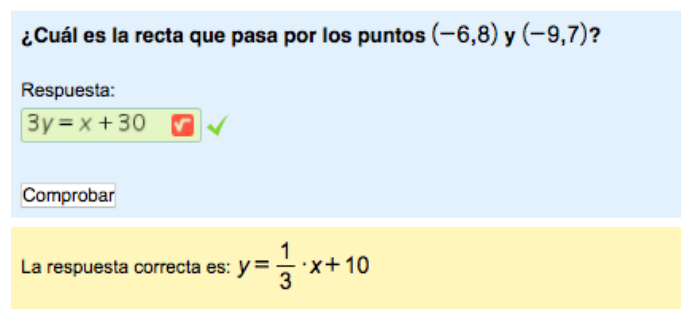 ¿Cuál es la recta que pasa por los puntos (−6,8) y (−9,7)?
Respuesta:
3y = x + 30
Comprobar
La respuesta correcta es: y = 1/3 · x + 10